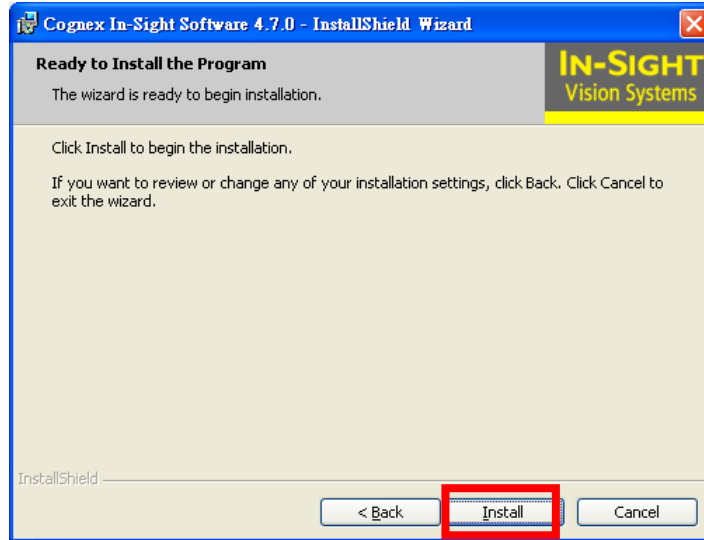 Cognex In-Sight Software 4.7.0 - InstallShield Wizard
Ready to Install the Program
The wizard is ready to begin installation.
IN-SIGHT
Vision Systems
Click Install to begin the installation.
If you want to review or change any of your installation settings, click Back. Click Cancel to
exit the wizard.
InstallShield
< Back
Install
Cancel